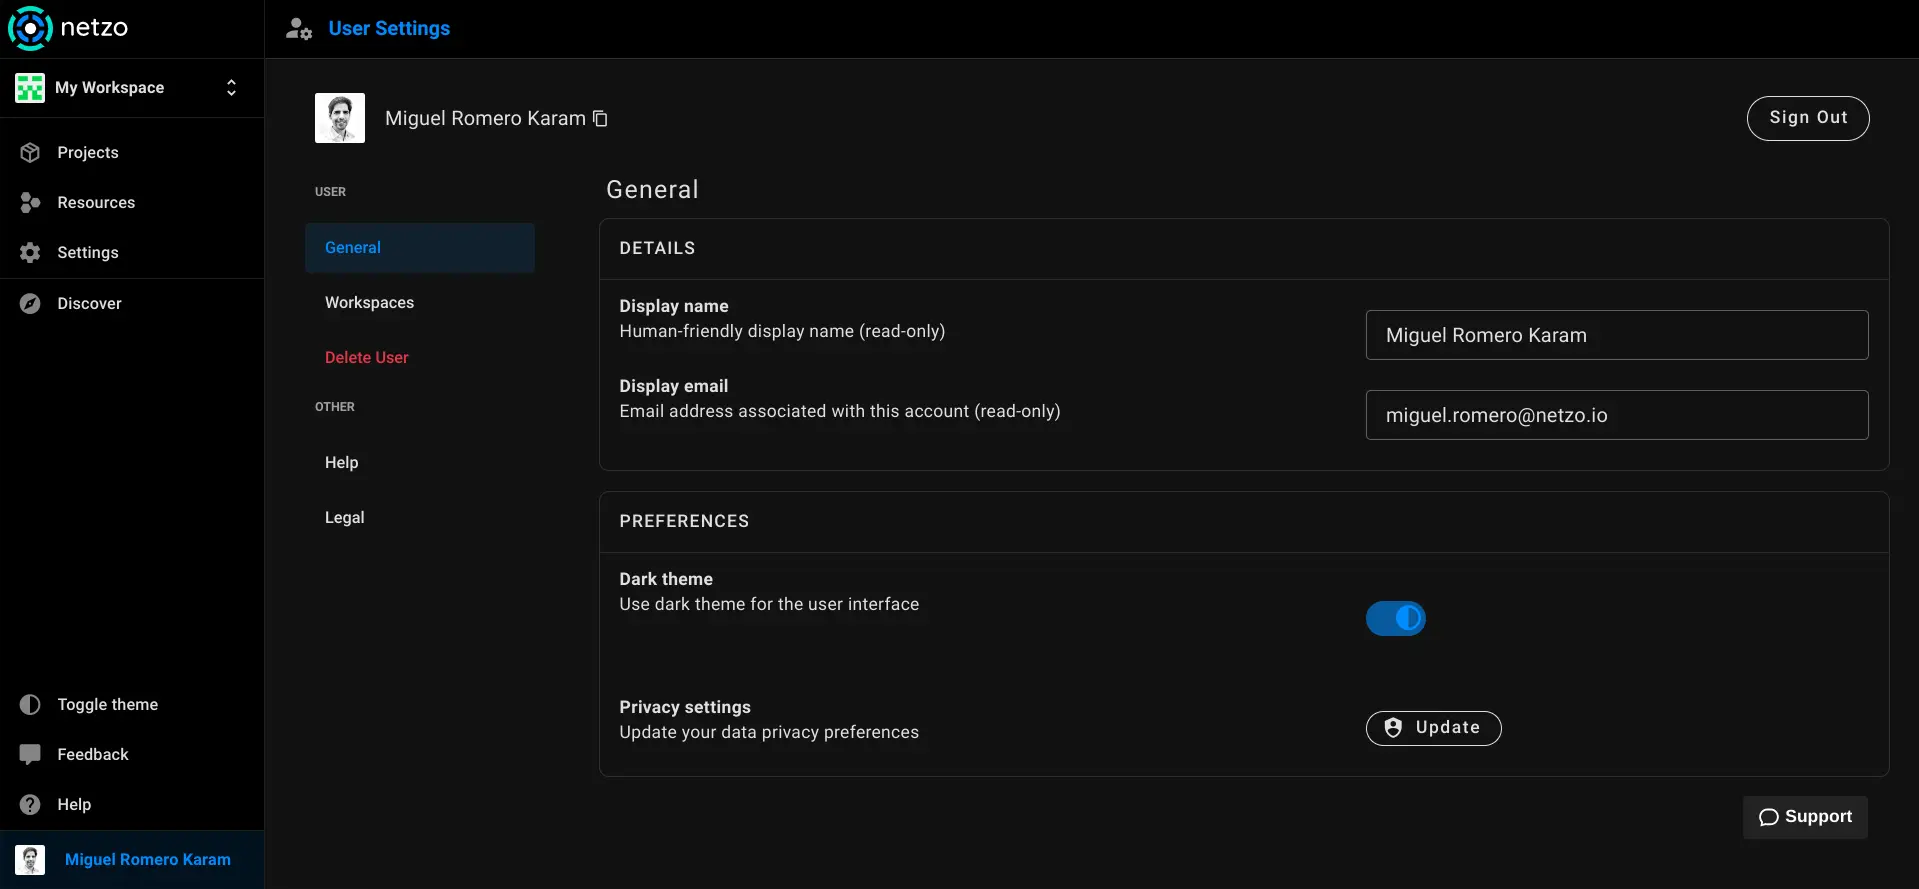 netzo
User Settings
My Workspace
Miguel Romero Karam
Sign Out
Projects
Resources
Settings
Discover
USER
General
Workspaces
Delete User
OTHER
Help
Legal
General
DETAILS
Display name
Human-friendly display name (read-only)
Miguel Romero Karam
Display email
Email address associated with this account (read-only)
miguel.romero@netzo.io
PREFERENCES
Dark theme
Use dark theme for the user interface
Privacy settings
Update your data privacy preferences
Update
Toggle theme
Feedback
Help
Miguel Romero Karam
Support